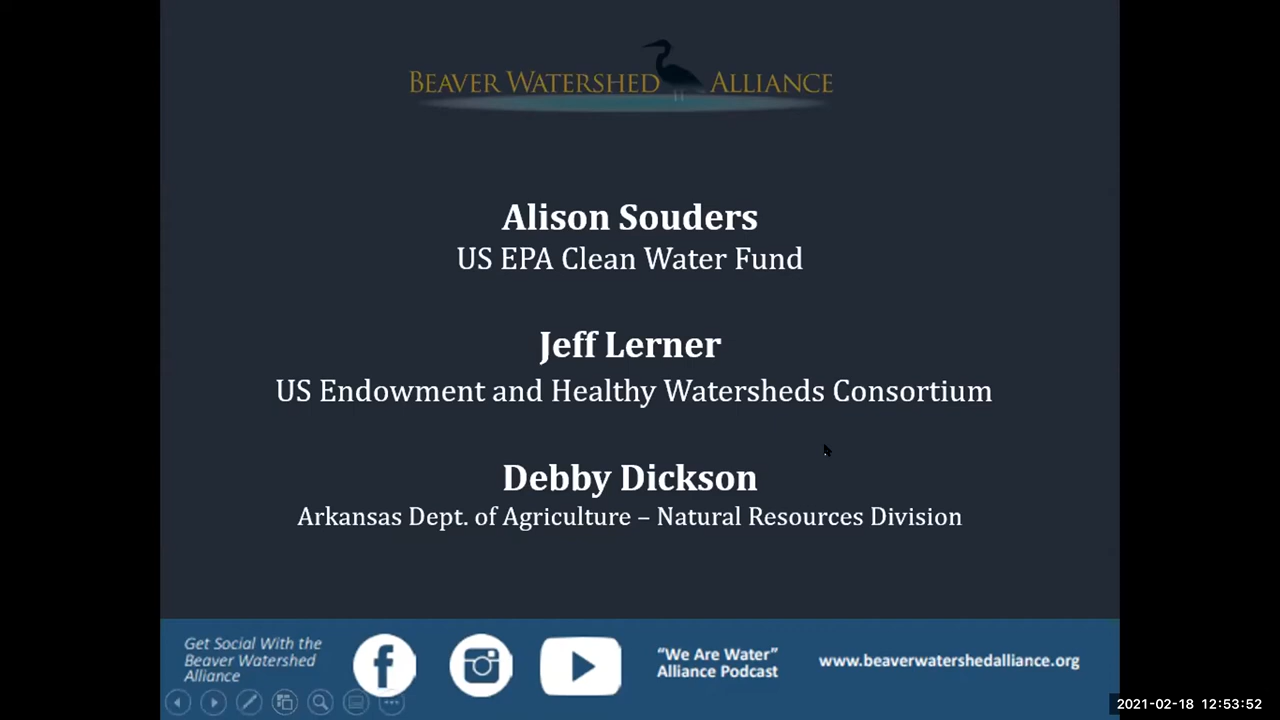 BEAVER WATERSHED ALLIANCE
Alison Souders
US EPA Clean Water Fund
Jeff Lerner
US Endowment and Healthy Watersheds Consortium
Debby Dickson
Arkansas Dept. of Agriculture – Natural Resources Division
Get Social With the
Beaver Watershed
Alliance
“We Are Water”
Alliance Podcast
www.beaverwatershedalliance.org
2021-02-18 12:53:52